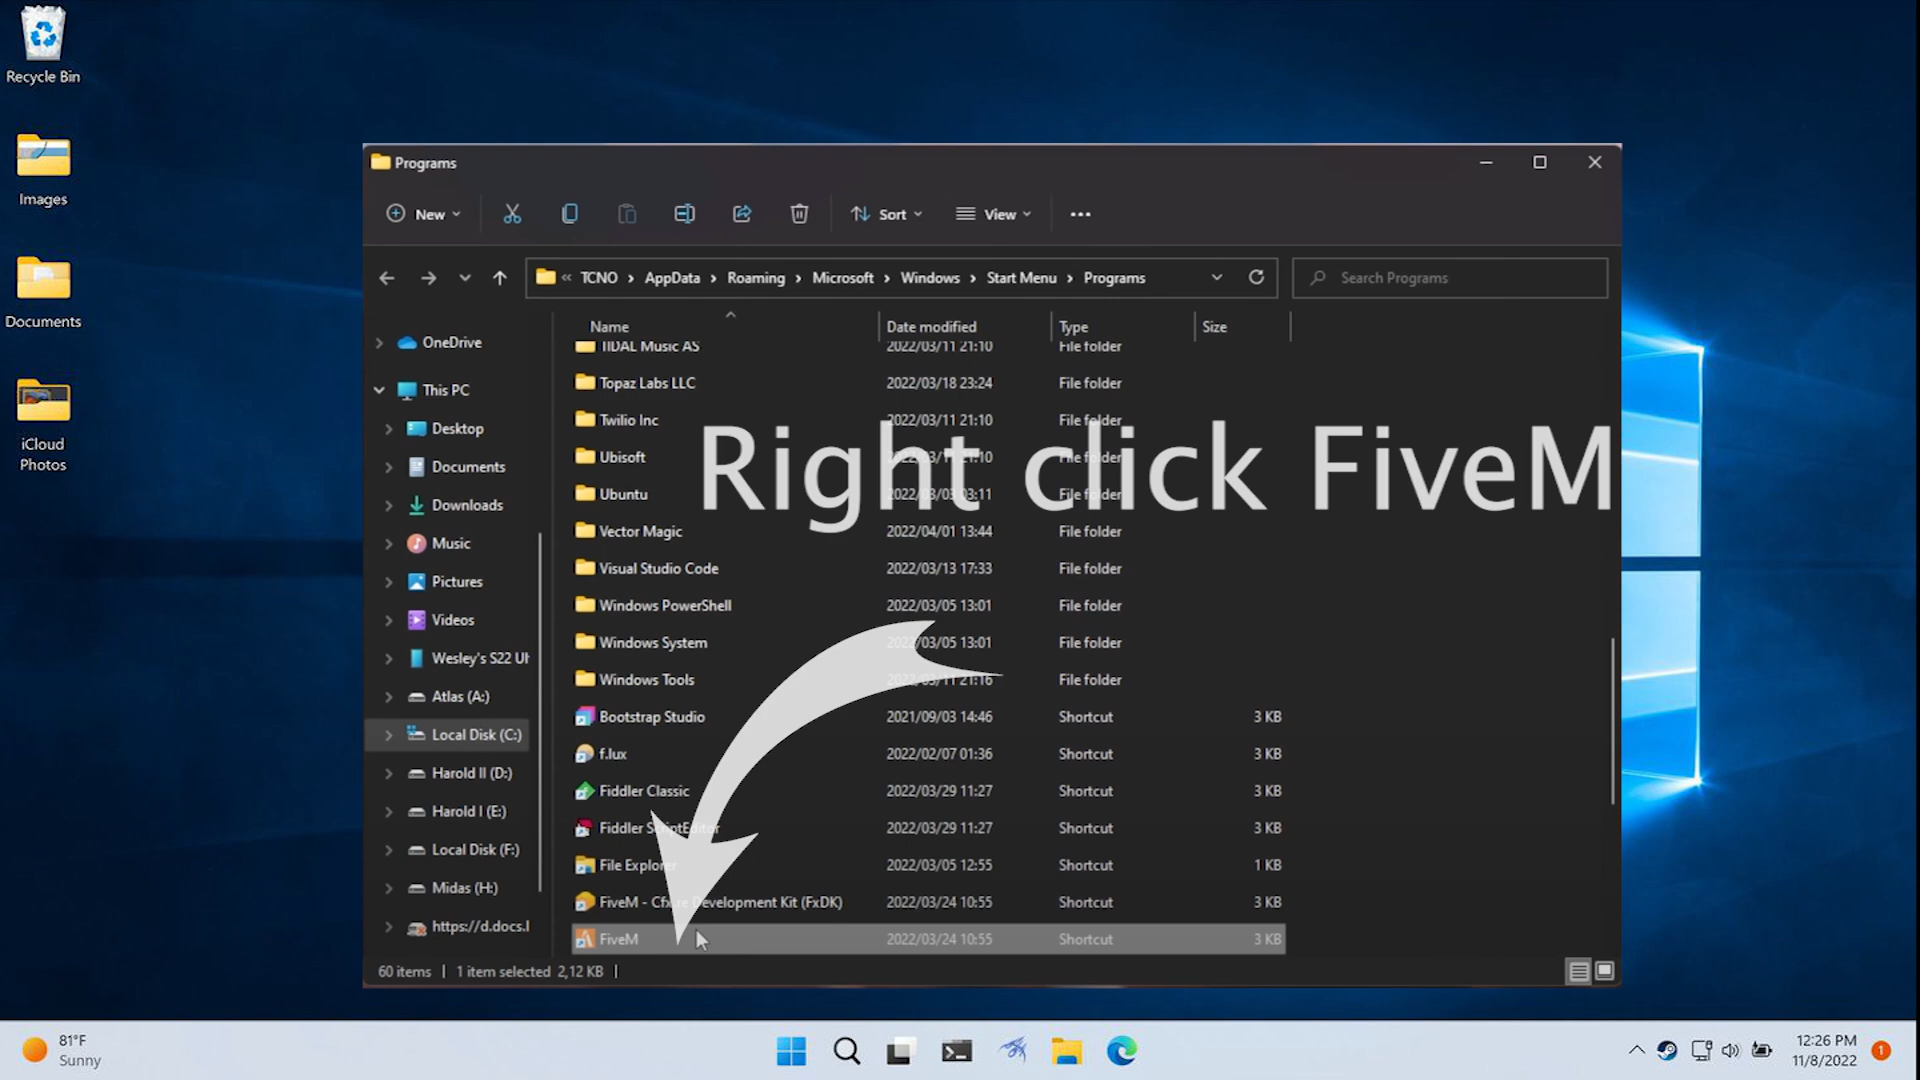 Recycle Bin
Images
Documents
iCloud
Photos
Programs
New
Sort
View
« TCNO > AppData > Roaming > Microsoft > Windows > Start Menu > Programs
Search Programs
OneDrive
This PC
Desktop
Documents
Downloads
Music
Pictures
Videos
Wesley's S22 Ul
Atlas (A:)
Local Disk (C:)
Harold II (D:)
Harold I (E:)
Local Disk (F:)
Midas (H:)
https://d.docs.l
Name Date modified Type Size
TIDAL Music AS 2022/03/11 21:10 File folder
Topaz Labs LLC 2022/03/18 23:24 File folder
Twilio Inc 2022/03/11 21:10 File folder
Right click FiveM
Ubisoft 2022/03/11 21:10 File folder
Ubuntu 2022/03/03 03:11 File folder
Vector Magic 2022/04/01 13:44 File folder
Visual Studio Code 2022/03/13 17:33 File folder
Windows PowerShell 2022/03/05 13:01 File folder
Windows System 2022/03/05 13:01 File folder
Windows Tools 2022/03/11 21:16 File folder
Bootstrap Studio 2021/09/03 14:46 Shortcut 3 KB
f.lux 2022/02/07 01:36 Shortcut 3 KB
Fiddler Classic 2022/03/29 11:27 Shortcut 3 KB
Fiddler ScriptEditor 2022/03/29 11:27 Shortcut 3 KB
File Explorer 2022/03/05 12:55 Shortcut 1 KB
FiveM - Cfx.re Development Kit (FxDK) 2022/03/24 10:55 Shortcut 3 KB
FiveM 2022/03/24 10:55 Shortcut 3 KB
60 items | 1 item selected 2,12 KB |
81°F
Sunny
12:26 PM
11/8/2022
1